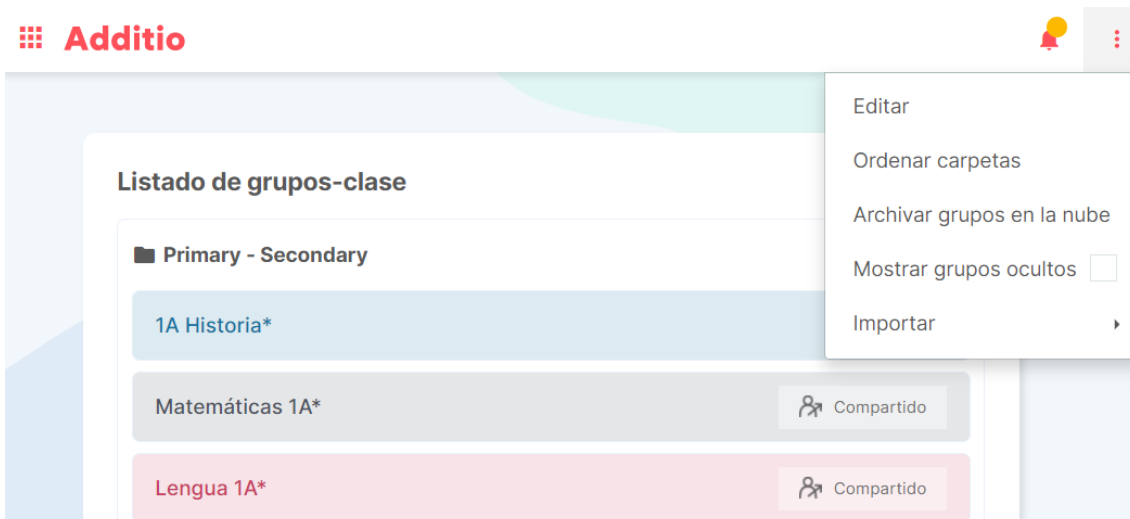 Additio
Editar
Ordenar carpetas
Archivar grupos en la nube
Mostrar grupos ocultos
Importar
Listado de grupos-clase
Primary - Secondary
1A Historia*
Matemáticas 1A*
Compartido
Lengua 1A*
Compartido